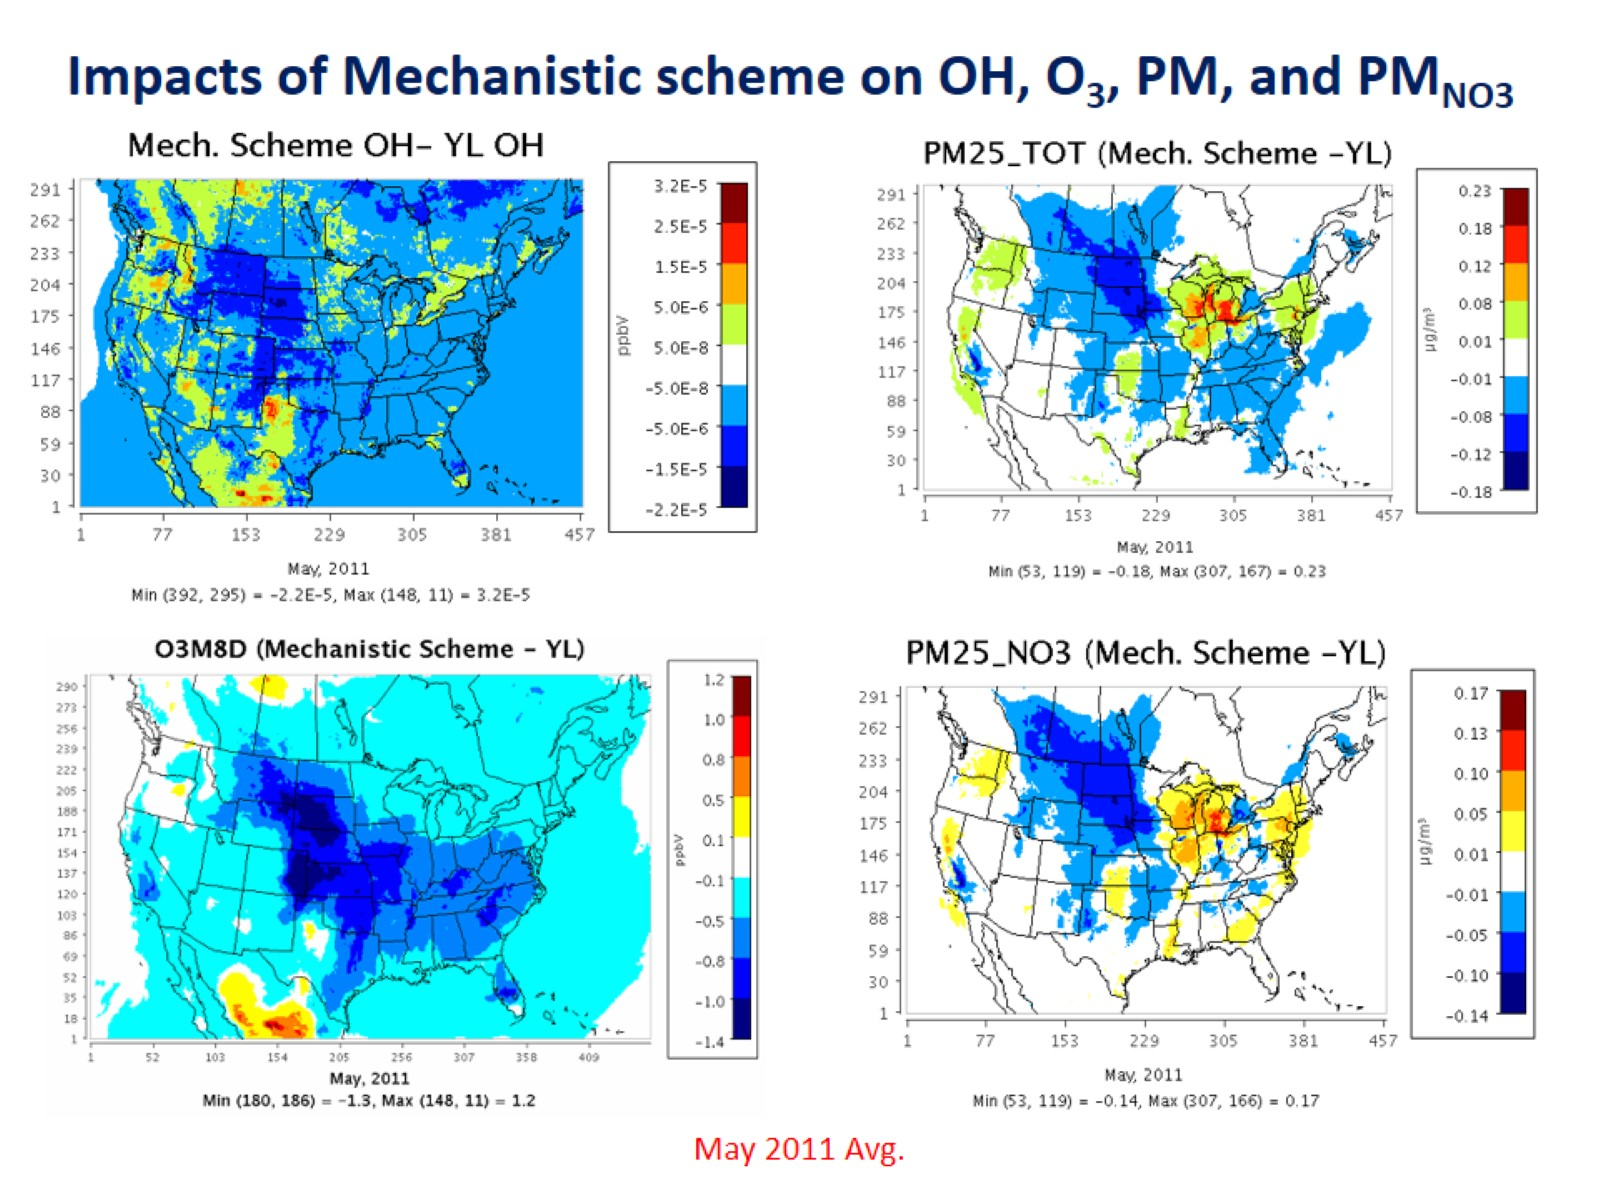 Impacts of Mechanistic scheme on OH, O3, PM, and PMNO3
Mech. Scheme OH– YL OH
291
262
233
204
175
146
117
88
59
30
1
1 77 153 229 305 381 457
May, 2011
Min (392, 295) = –2.2E–5, Max (148, 11) = 3.2E–5
ppbV
3.2E–5
2.5E–5
1.5E–5
5.0E–6
5.0E–8
–5.0E–8
–5.0E–6
–1.5E–5
–2.2E–5
PM25_TOT (Mech. Scheme –YL)
291
262
233
204
175
146
117
88
59
30
1
1 77 153 229 305 381 457
May, 2011
Min (53, 119) = –0.18, Max (307, 167) = 0.23
µg/m³
0.23
0.18
0.12
0.08
0.01
–0.01
–0.08
–0.12
–0.18
O3M8D (Mechanistic Scheme – YL)
290
273
256
239
222
205
188
171
154
137
120
103
86
69
52
35
18
1
1 52 103 154 205 256 307 358 409
May, 2011
Min (180, 186) = –1.3, Max (148, 11) = 1.2
ppbV
1.2
1.0
0.8
0.5
0.1
–0.1
–0.5
–0.8
–1.0
–1.4
PM25_NO3 (Mech. Scheme –YL)
291
262
233
204
175
146
117
88
59
30
1
1 77 153 229 305 381 457
May, 2011
Min (53, 119) = –0.14, Max (307, 166) = 0.17
µg/m³
0.17
0.13
0.10
0.05
0.01
–0.01
–0.05
–0.10
–0.14
May 2011 Avg.